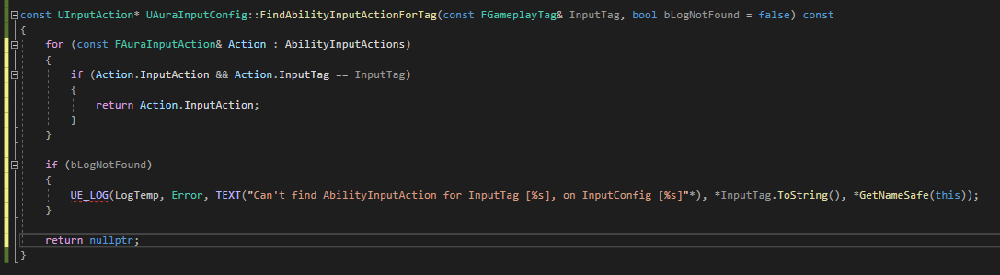 const UInputAction* UAuraInputConfig::FindAbilityInputActionForTag(const FGameplayTag& InputTag, bool bLogNotFound = false) const
{
for (const FAuraInputAction& Action : AbilityInputActions)
{
if (Action.InputAction && Action.InputTag == InputTag)
{
return Action.InputAction;
}
}
if (bLogNotFound)
{
UE_LOG(LogTemp, Error, TEXT("Can't find AbilityInputAction for InputTag [%s], on InputConfig [%s]"*), *InputTag.ToString(), *GetNameSafe(this));
}
return nullptr;
}